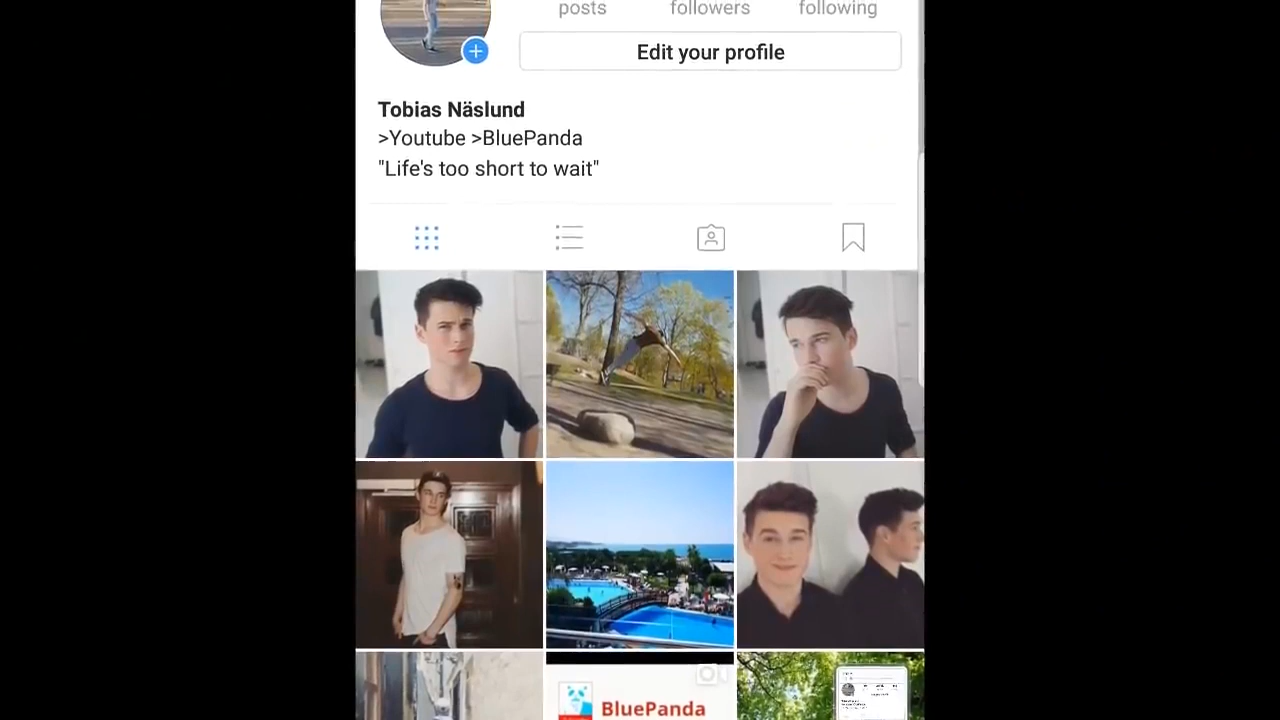 posts followers following
Edit your profile
Tobias Näslund
>Youtube >BluePanda
"Life's too short to wait"
BluePanda